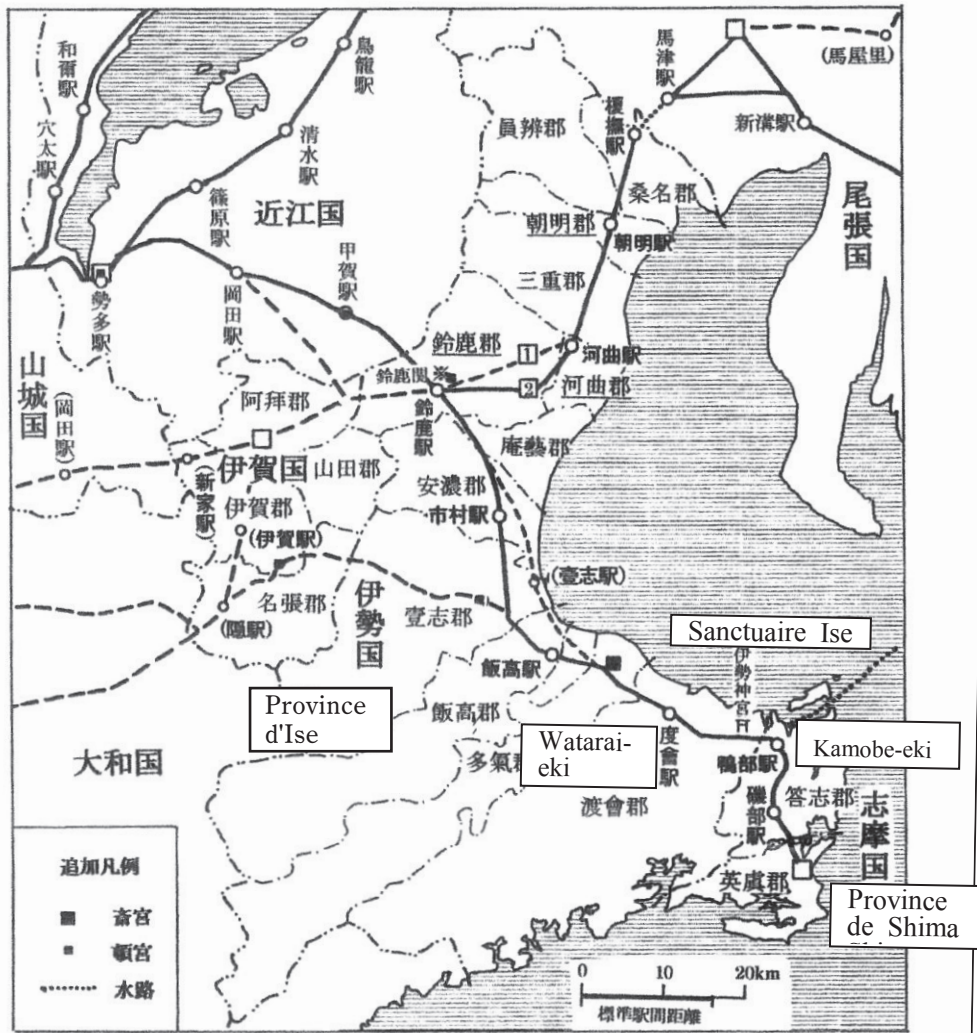 鳥籠駅
馬津駅
(馬屋里)
和爾駅
穴太駅
清水駅
篠原駅
近江国
員辨郡
榎撫駅
新溝駅
桑名郡
尾張国
朝明郡
朝明駅
三重郡
甲賀駅
岡田駅
勢多駅
山城国
鈴鹿郡
1
河曲駅
鈴鹿関※
2
河曲郡
鈴鹿駅
阿拜郡
(岡田駅)
伊賀国
山田郡
庵藝郡
(新家駅)
伊賀郡
(伊賀駅)
安濃郡
市村駅
名張郡
(隠駅)
伊勢国
壹志郡
(壹志駅)
Sanctuaire Ise
伊勢神宮
飯高駅
Province
d'Ise
飯高郡
Watarai-
eki
多氣郡
度會駅
鴨部駅
Kamobe-eki
大和国
渡會郡
磯部駅
答志郡
志摩国
英虞郡
Province
de Shima
追加凡例
斎宮
頓宮
水路
0 10 20km
標準駅間距離